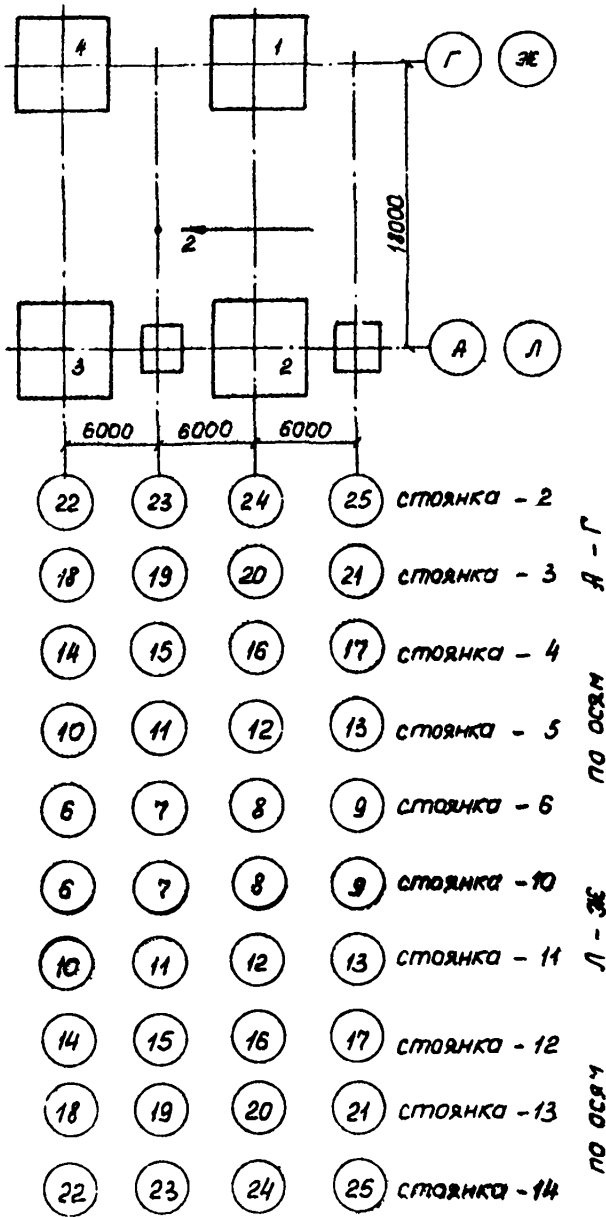 4 1 Г Ж
2
18000
3 2 А Л
6000 6000 6000
22 23 24 25 стоянка - 2
18 19 20 21 стоянка - 3
14 15 16 17 стоянка - 4
10 11 12 13 стоянка - 5
6 7 8 9 стоянка - 6
6 7 8 9 стоянка - 10
10 11 12 13 стоянка - 11
14 15 16 17 стоянка - 12
18 19 20 21 стоянка - 13
22 23 24 25 стоянка - 14
по осям А - Г
по осям Л - Ж